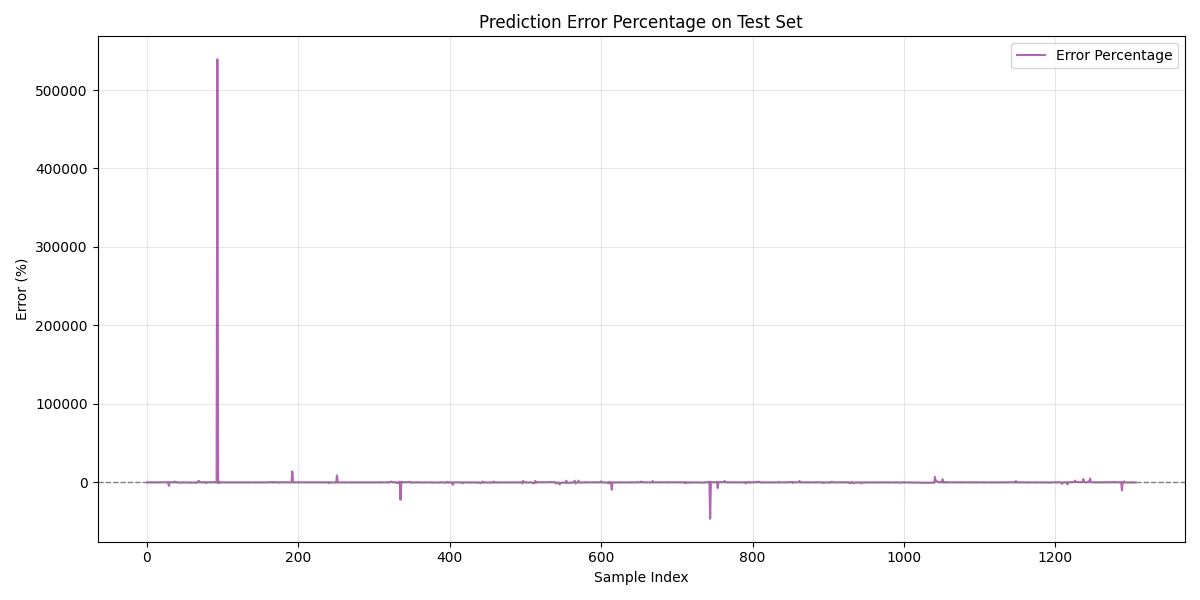 Prediction Error Percentage on Test Set
Error Percentage
500000
400000
300000
200000
100000
0
Error (%)
0 200 400 600 800 1000 1200
Sample Index